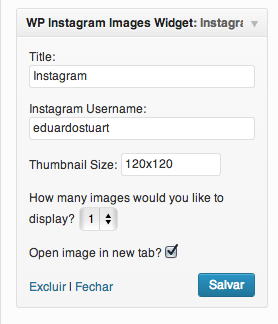 WP Instagram Images Widget: Instagra
Title:
Instagram
Instagram Username:
eduardostuart
Thumbnail Size: 120x120
How many images would you like to
display? 1
Open image in new tab?
Excluir | Fechar Salvar